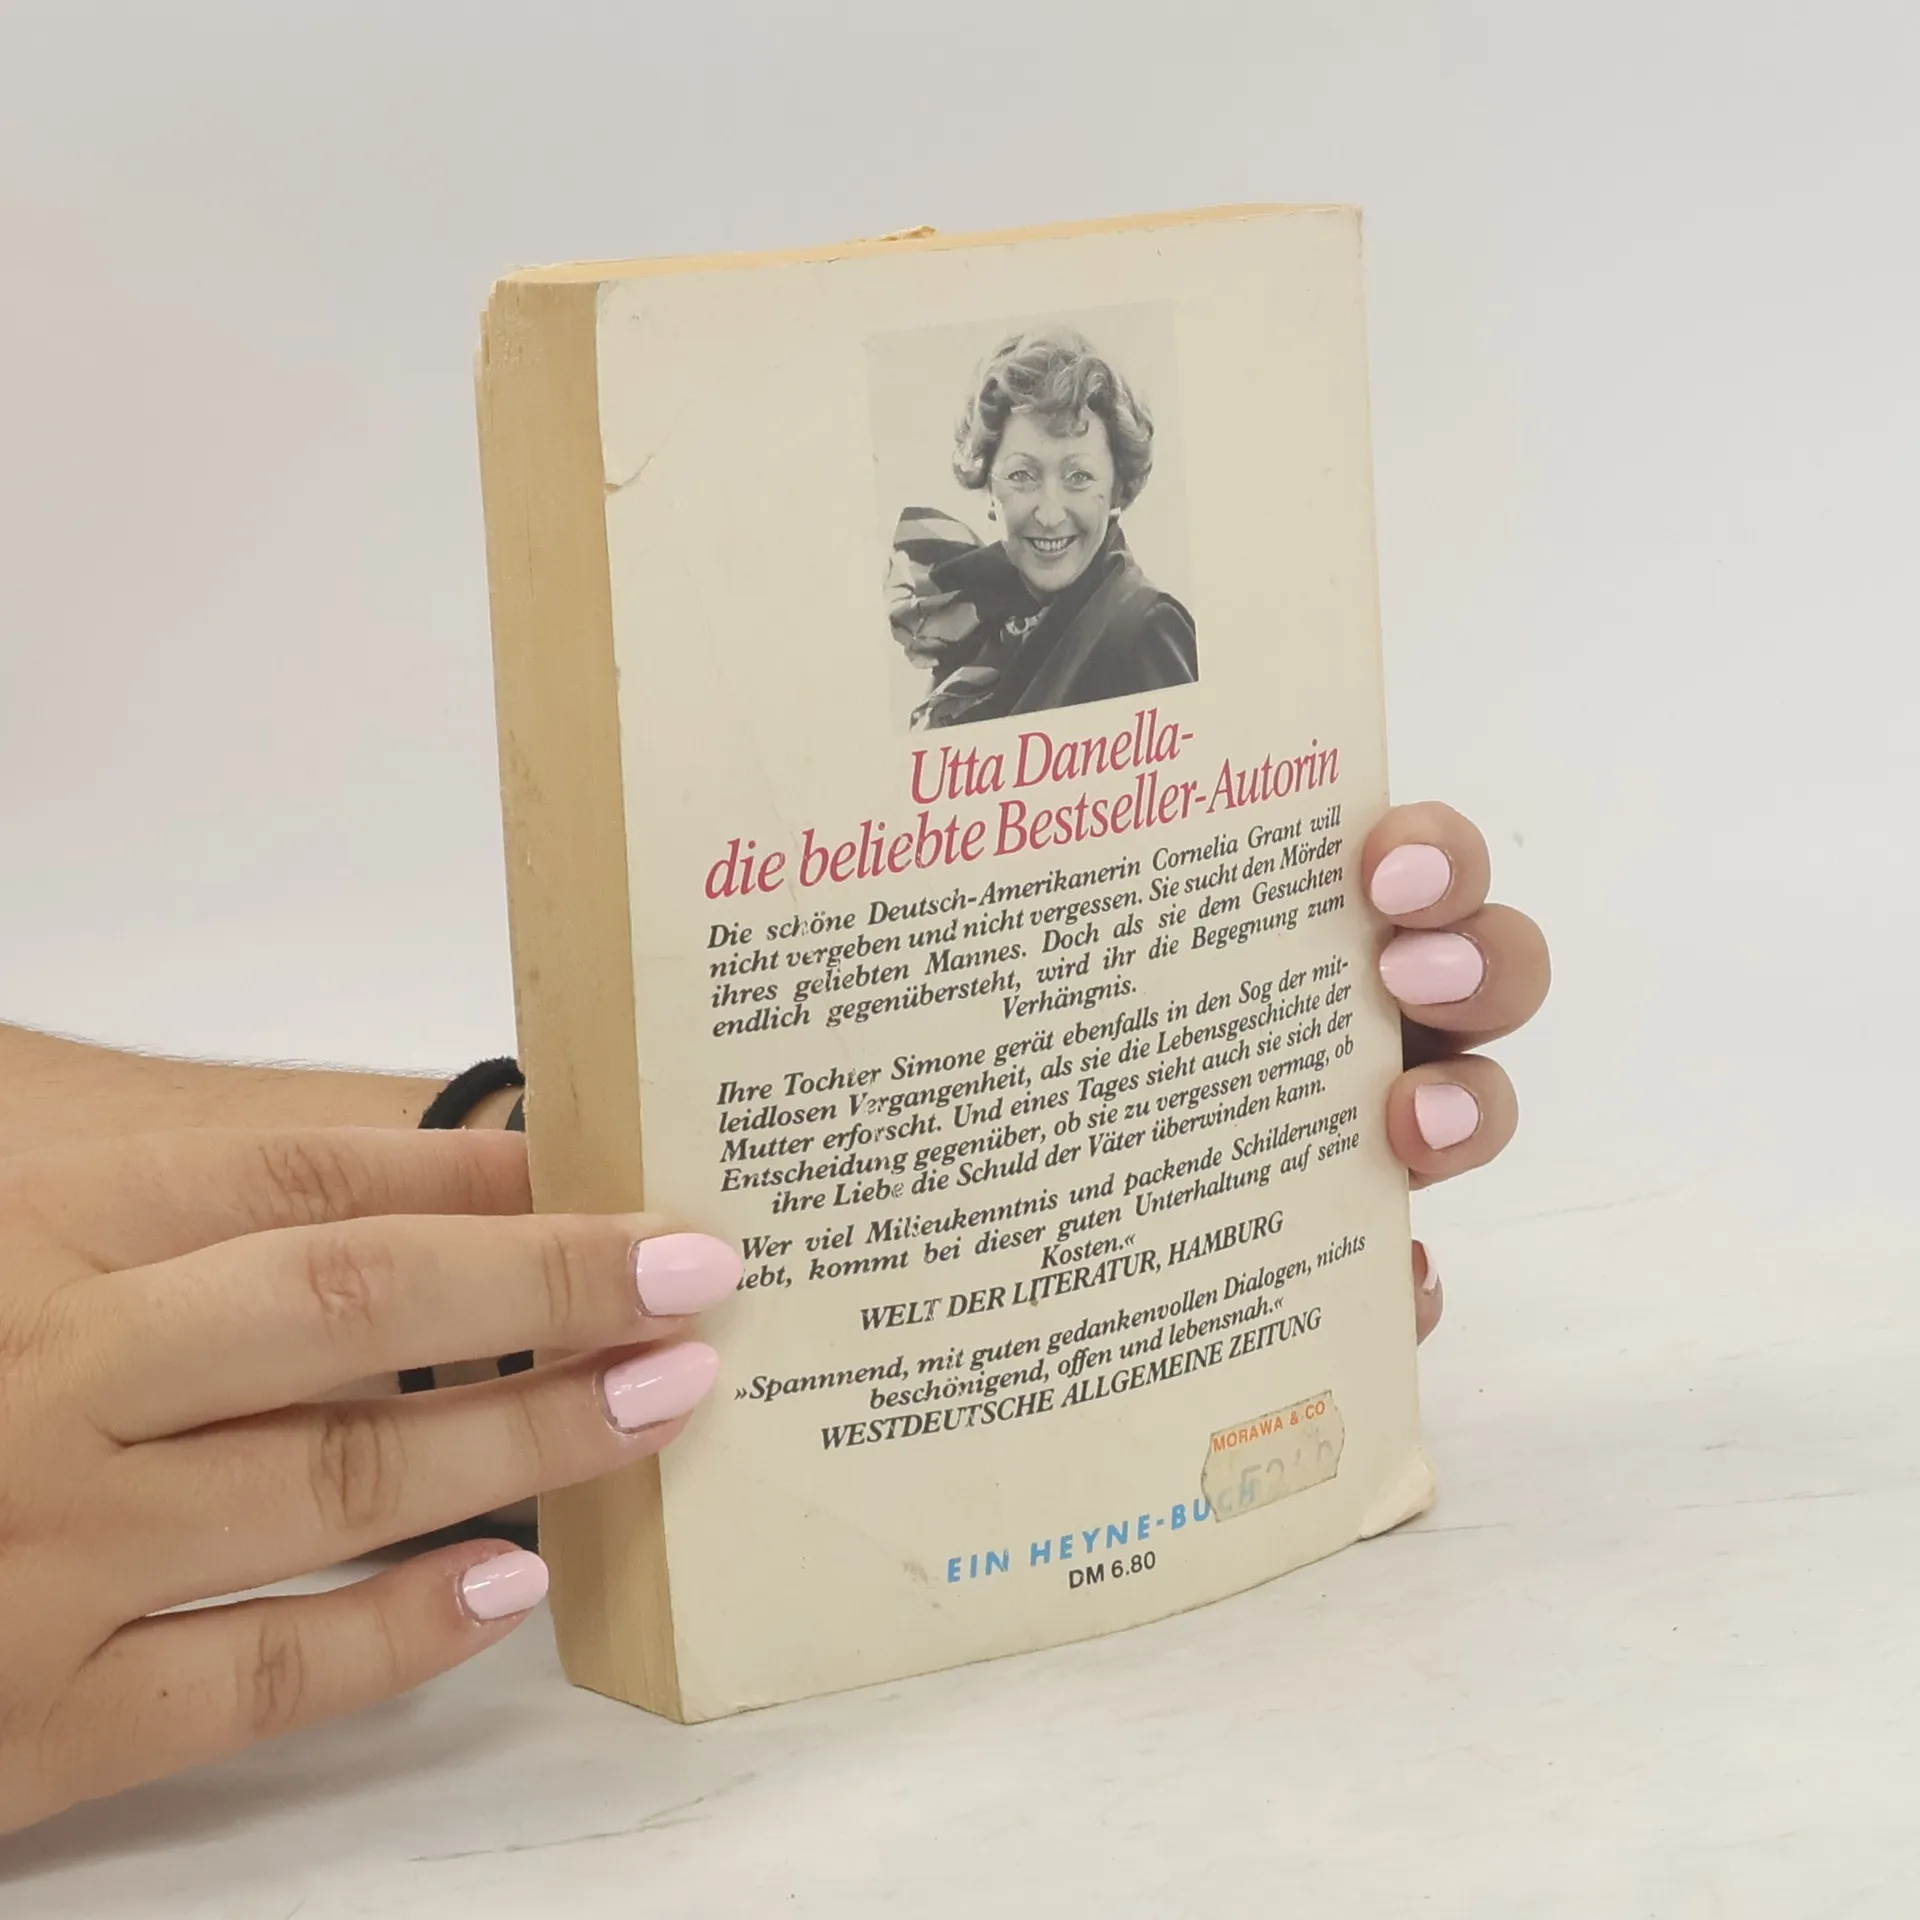 Utta Danella-
die beliebte Bestseller-Autorin
Die schöne Deutsch-Amerikanerin Cornelia Grant will
nicht vergeben und nicht vergessen. Sie sucht den Mörder
ihres geliebten Mannes. Doch als sie dem Gesuchten
endlich gegenübersteht, wird ihr die Begegnung zum
Verhängnis.
Ihre Tochter Simone gerät ebenfalls in den Sog der mit-
leidlosen Vergangenheit, als sie die Lebensgeschichte der
Mutter erforscht. Und eines Tages sieht auch sie sich der
Entscheidung gegenüber, ob sie zu vergessen vermag, ob
ihre Liebe die Schuld der Väter überwinden kann.
Wer viel Milieukenntnis und packende Schilderungen
iebt, kommt bei dieser guten Unterhaltung auf seine
Kosten.«
WELT DER LITERATUR, HAMBURG
»Spannnend, mit guten gedankenvollen Dialogen, nichts
beschönigend, offen und lebensnah.«
WESTDEUTSCHE ALLGEMEINE ZEITUNG
MORAWA & CO
EIN HEYNE-BUCH
DM 6.80